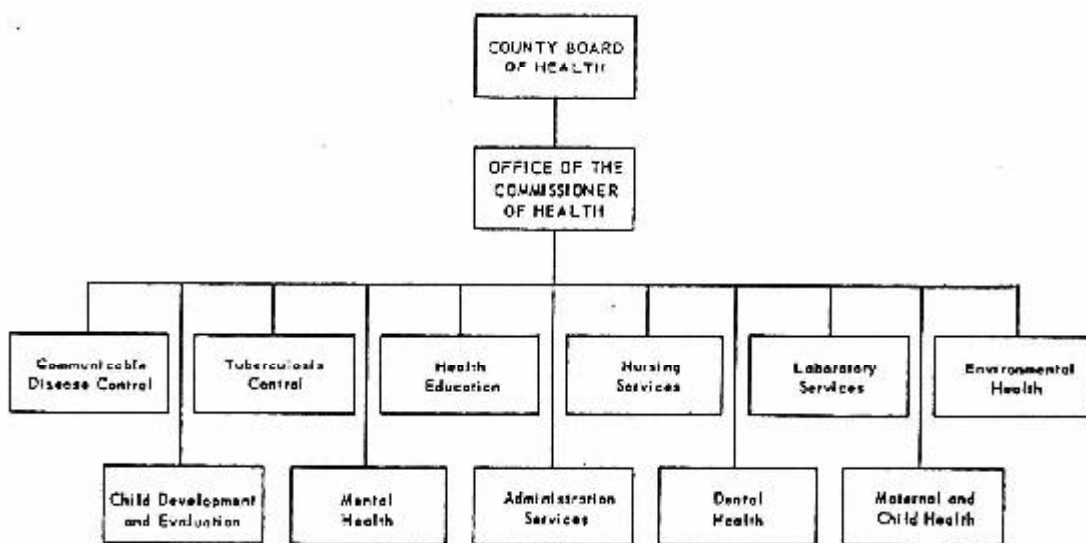 COUNTY BOARD
OF HEALTH
OFFICE OF THE
COMMISSIONER
OF HEALTH
Communicable
Disease Control
Tuberculosis
Control
Health
Education
Nursing
Services
Laboratory
Services
Environmental
Health
Child Development
and Evaluation
Mental
Health
Administration
Services
Dental
Health
Maternal and
Child Health